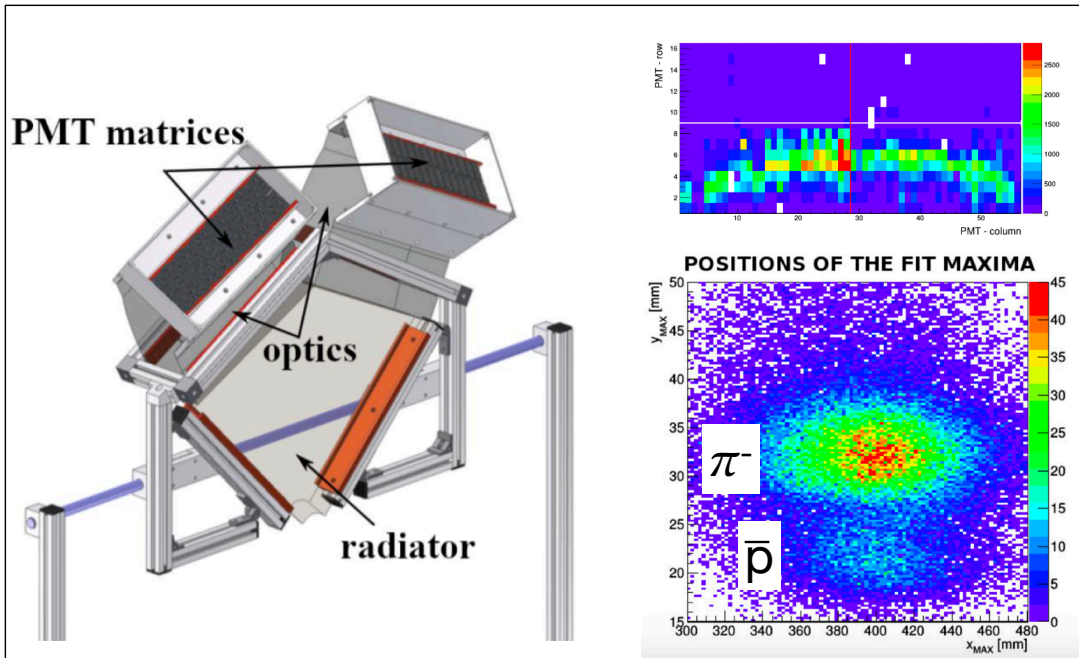 PMT matrices
optics
radiator
PMT - row
16
14
12
10
8
6
4
2
10 20 30 40 50
PMT - column
2500
2000
1500
1000
500
0
POSITIONS OF THE FIT MAXIMA
y_MAX [mm]
50
45
40
35
30
25
20
15
π-
p̅
300 320 340 360 380 400 420 440 460 480
x_MAX [mm]
45
40
35
30
25
20
15
10
5
0